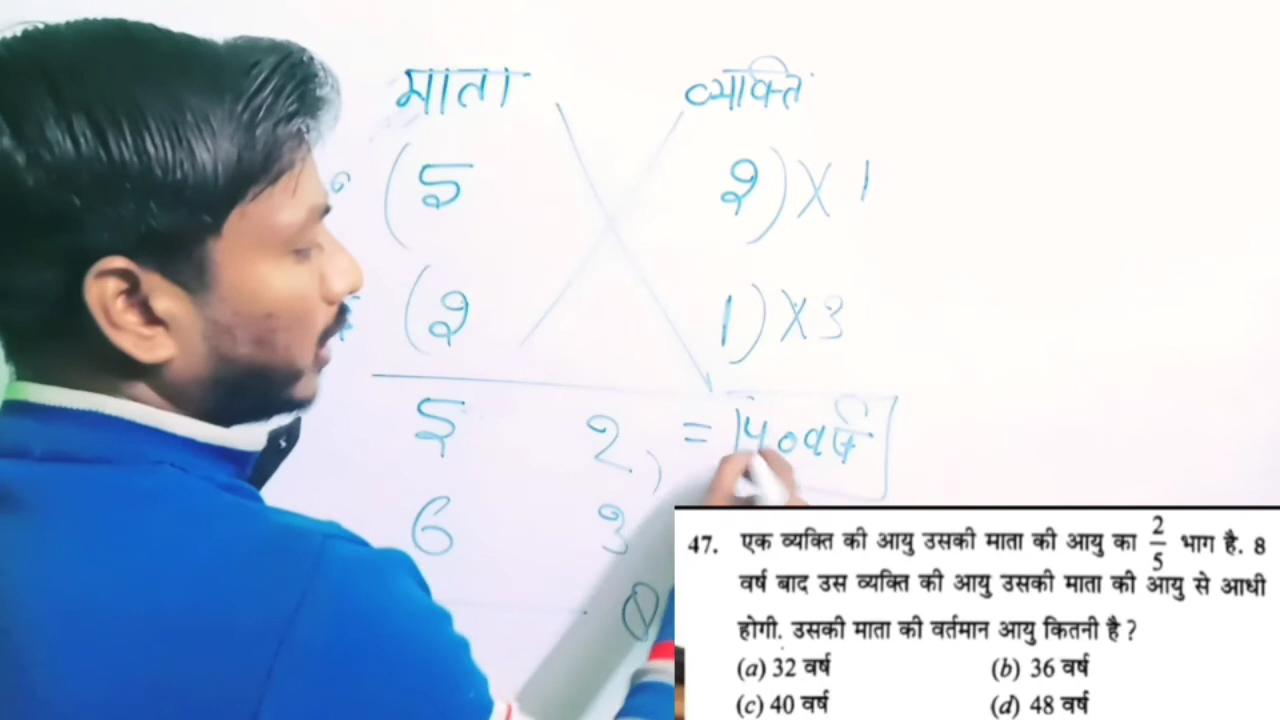 माता व्यक्ति
(5 2) X 1
(2 1) X 3
5 2, = 40 वर्ष
6 3
①
47. एक व्यक्ति की आयु उसकी माता की आयु का 2/5 भाग है. 8
वर्ष बाद उस व्यक्ति की आयु उसकी माता की आयु से आधी
होगी. उसकी माता की वर्तमान आयु कितनी है ?
(a) 32 वर्ष (b) 36 वर्ष
(c) 40 वर्ष (d) 48 वर्ष